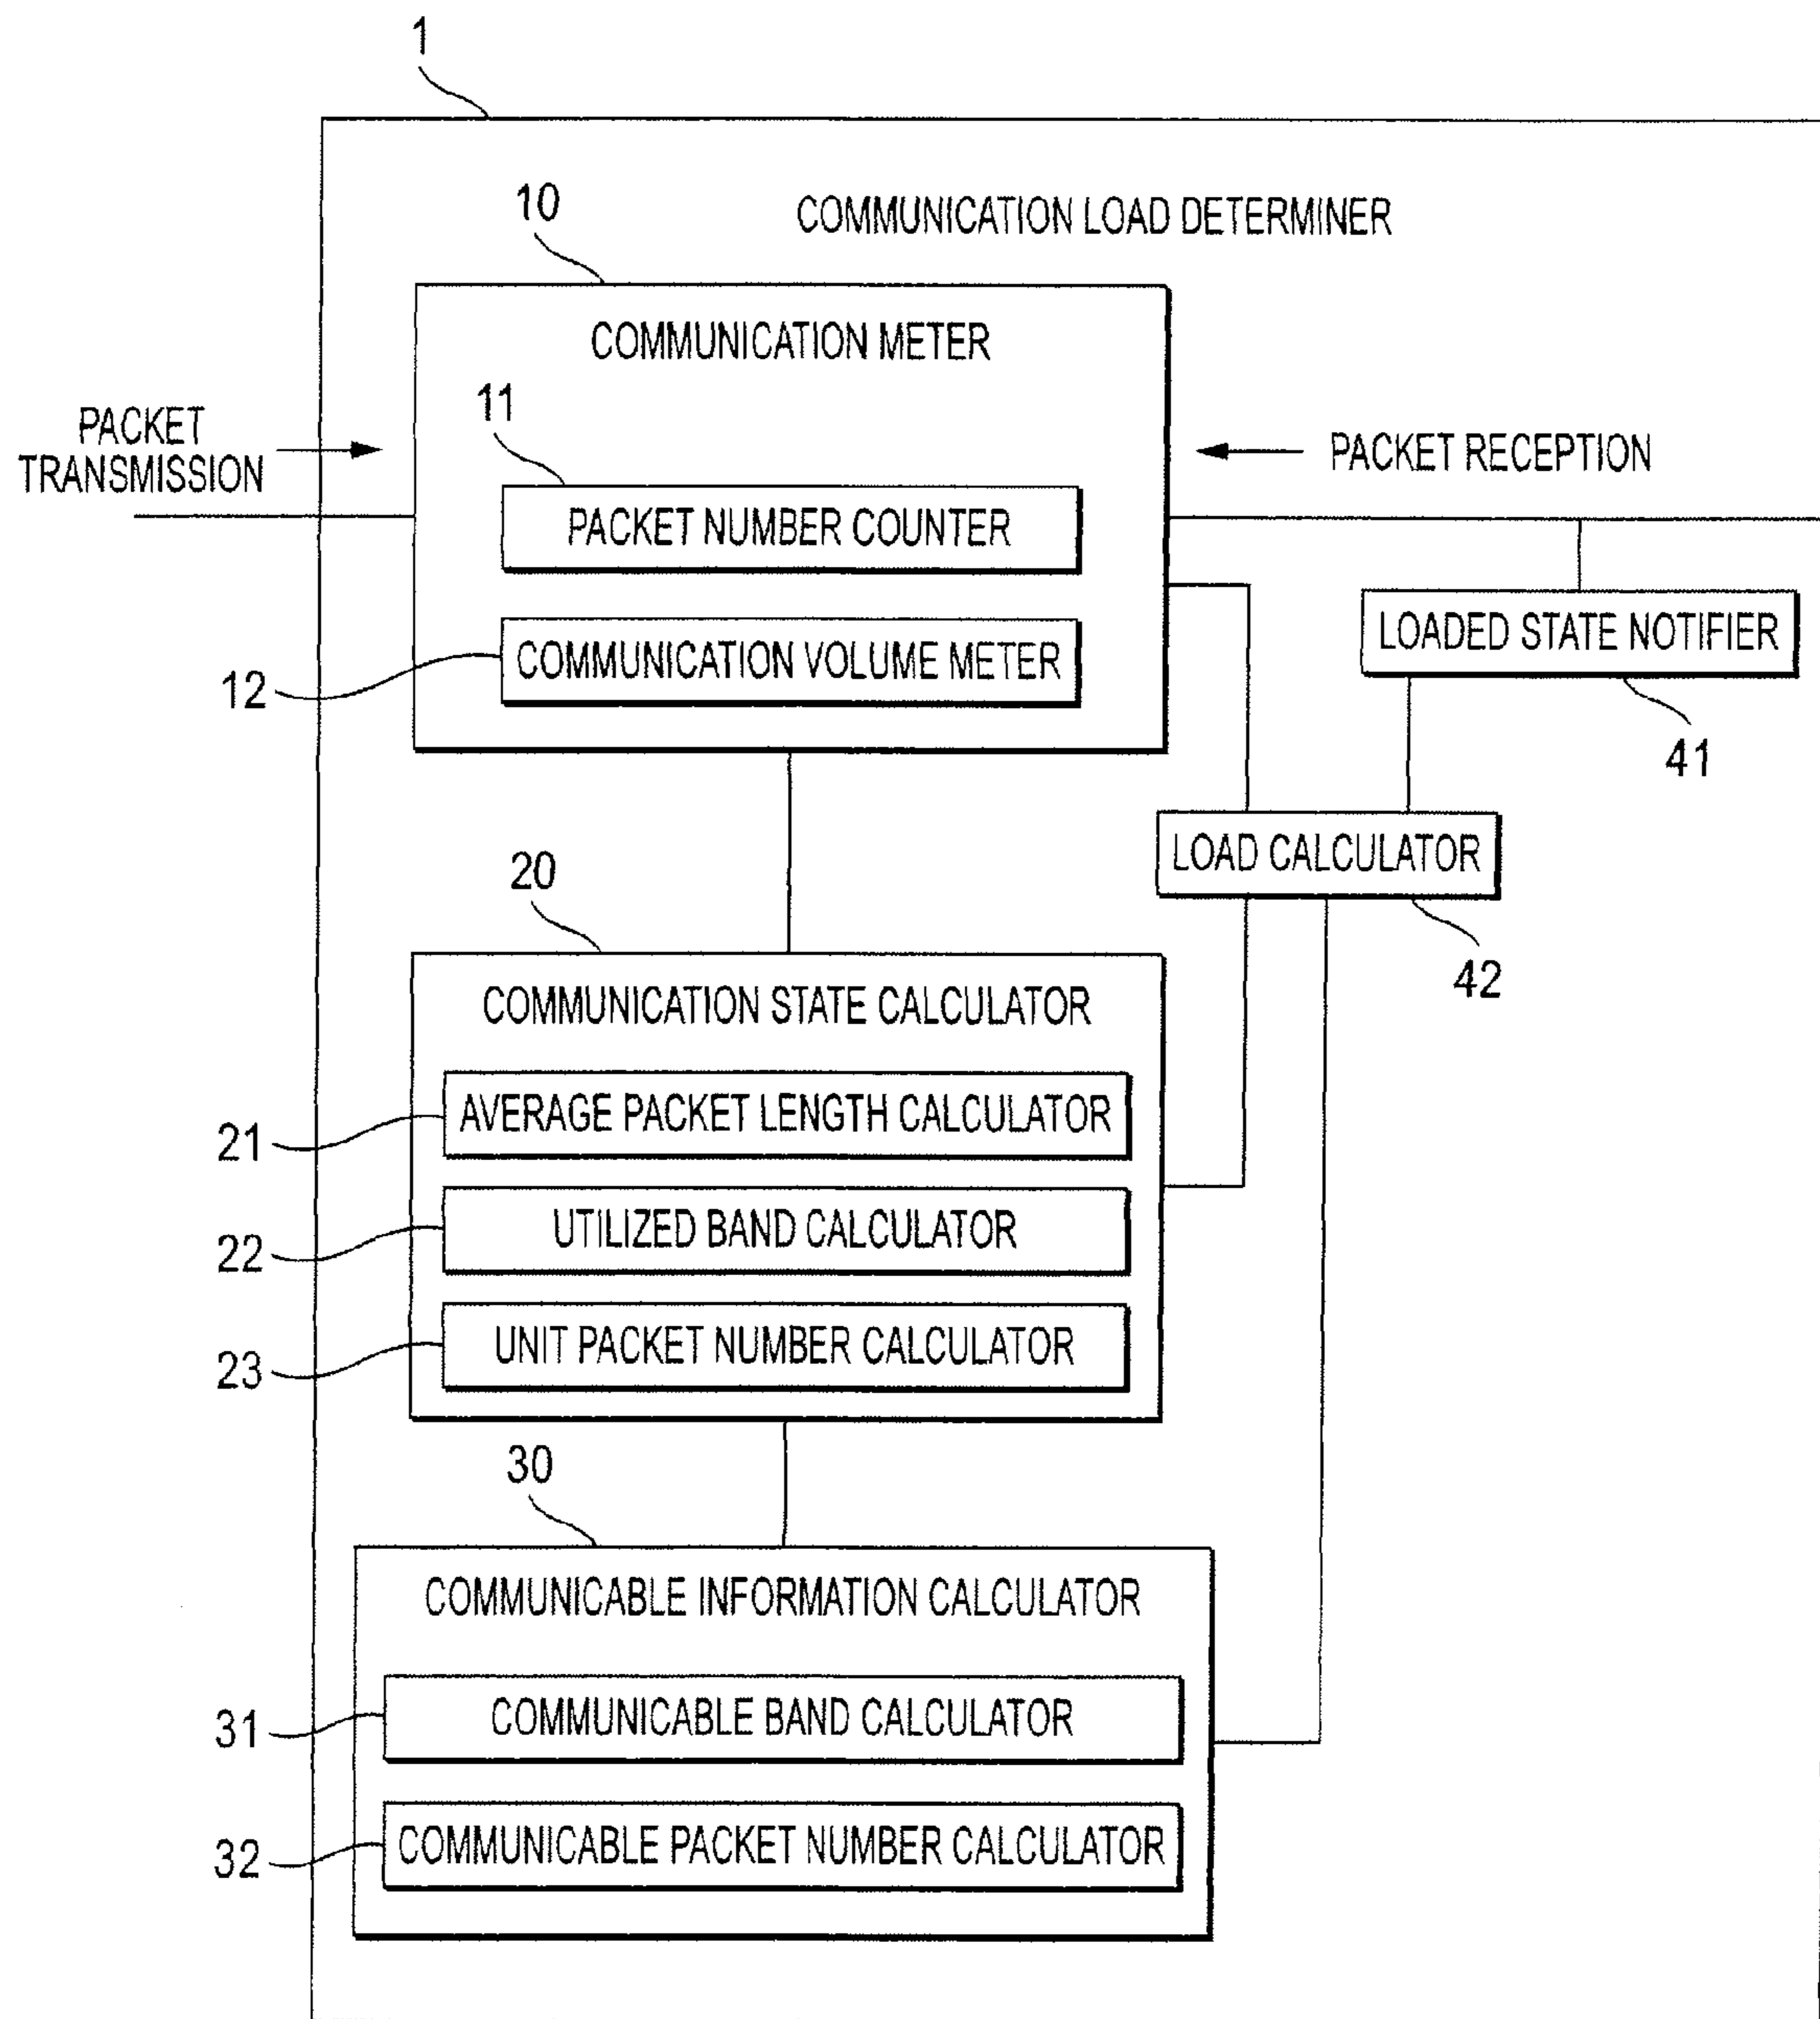 1
COMMUNICATION LOAD DETERMINER
10
COMMUNICATION METER
PACKET
TRANSMISSION
PACKET RECEPTION
11
PACKET NUMBER COUNTER
12
COMMUNICATION VOLUME METER
LOADED STATE NOTIFIER
41
LOAD CALCULATOR
42
20
COMMUNICATION STATE CALCULATOR
21
AVERAGE PACKET LENGTH CALCULATOR
22
UTILIZED BAND CALCULATOR
23
UNIT PACKET NUMBER CALCULATOR
30
COMMUNICABLE INFORMATION CALCULATOR
31
COMMUNICABLE BAND CALCULATOR
32
COMMUNICABLE PACKET NUMBER CALCULATOR